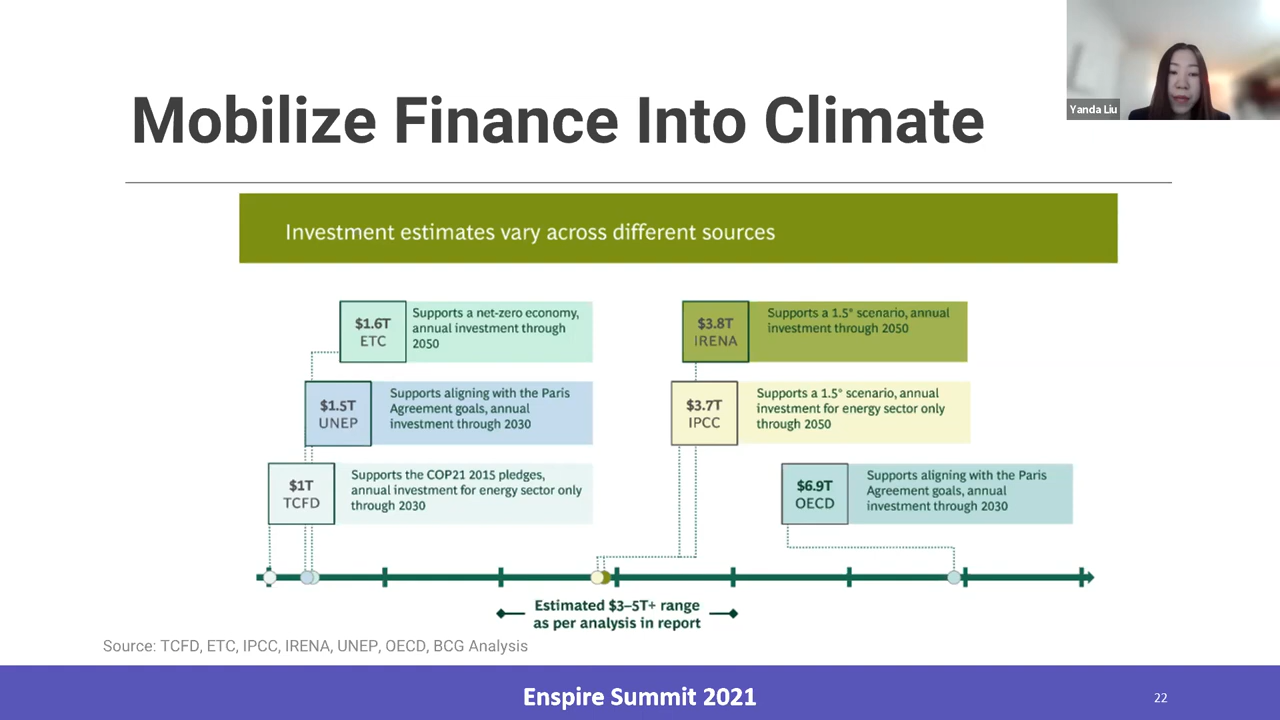 Yanda Liu
Mobilize Finance Into Climate
Investment estimates vary across different sources
$1.6T
ETC
Supports a net-zero economy,
annual investment through
2050
$1.5T
UNEP
Supports aligning with the Paris
Agreement goals, annual
investment through 2030
$1T
TCFD
Supports the COP21 2015 pledges,
annual investment for energy sector only
through 2030
$3.8T
IRENA
Supports a 1.5° scenario, annual
investment through 2050
$3.7T
IPCC
Supports a 1.5° scenario, annual
investment for energy sector only
through 2050
$6.9T
OECD
Supports aligning with the Paris
Agreement goals, annual
investment through 2030
Estimated $3–5T+ range
as per analysis in report
Source: TCFD, ETC, IPCC, IRENA, UNEP, OECD, BCG Analysis
Enspire Summit 2021
22